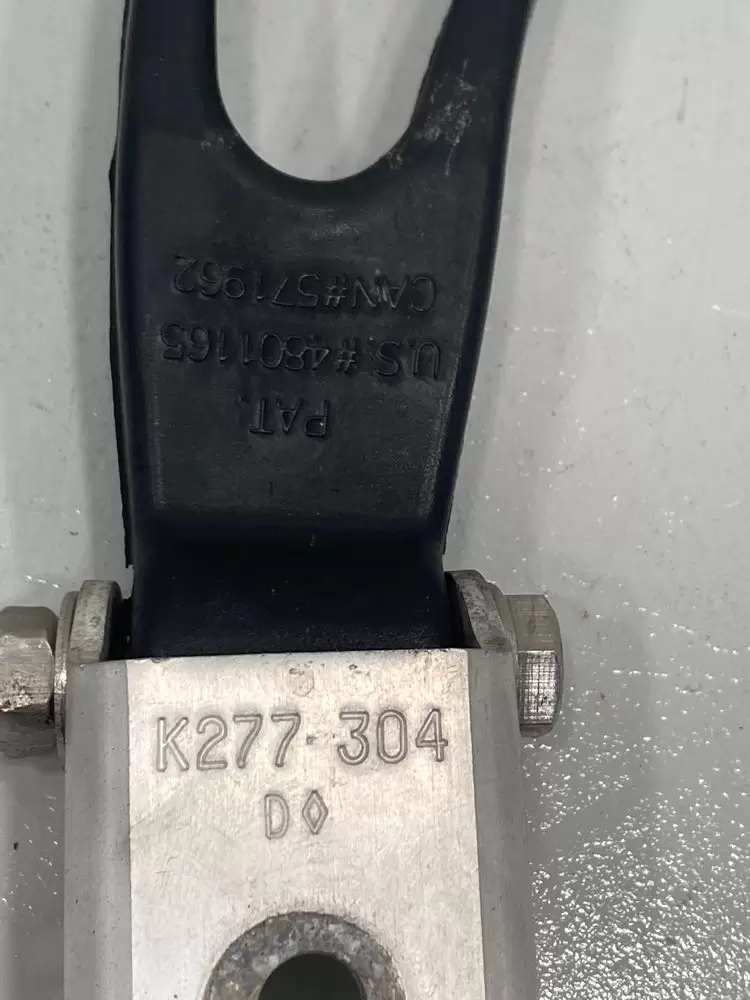 PAT.
U.S. #4801165
CAN#571962
K277-304
D◊